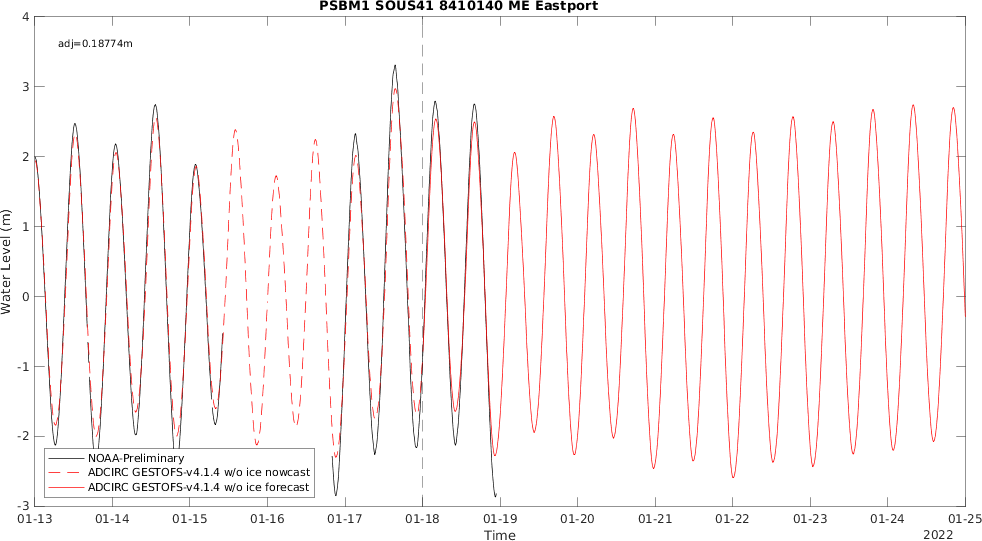 PSBM1 SOUS41 8410140 ME Eastport
adj=0.18774m
Water Level (m)
4
3
2
1
0
-1
-2
-3
NOAA-Preliminary
ADCIRC GESTOFS-v4.1.4 w/o ice nowcast
ADCIRC GESTOFS-v4.1.4 w/o ice forecast
01-13 01-14 01-15 01-16 01-17 01-18 01-19 01-20 01-21 01-22 01-23 01-24 01-25
Time
2022